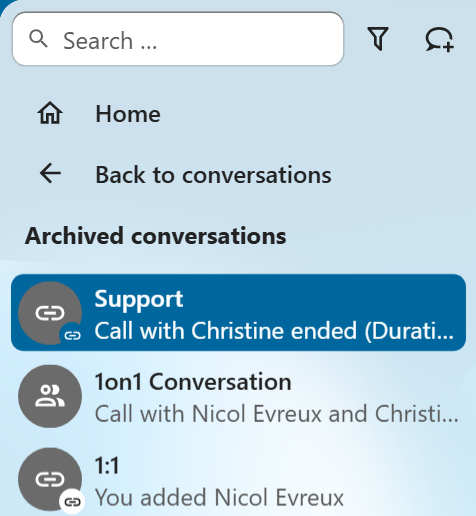 Search ...
Home
Back to conversations
Archived conversations
Support
Call with Christine ended (Durati...
1on1 Conversation
Call with Nicol Evreux and Christi...
1:1
You added Nicol Evreux